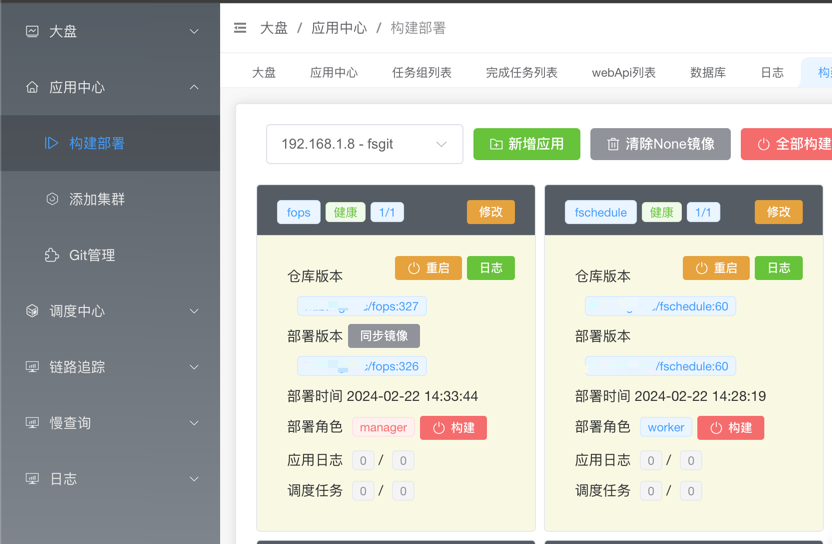 大盘
应用中心
构建部署
添加集群
Git管理
调度中心
链路追踪
慢查询
日志
大盘 / 应用中心 / 构建部署
大盘 应用中心 任务组列表 完成任务列表 webApi列表 数据库 日志
192.168.1.8 - fsgit 新增应用 清除None镜像 全部构建
fops 健康 1/1 修改
仓库版本 重启 日志
/fops:327
部署版本 同步镜像
/fops:326
部署时间 2024-02-22 14:33:44
部署角色 manager 构建
应用日志 0 / 0
调度任务 0 / 0
fschedule 健康 1/1 修改
仓库版本 重启 日志
/fschedule:60
部署版本
/fschedule:60
部署时间 2024-02-22 14:28:19
部署角色 worker 构建
应用日志 0 / 0
调度任务 0 / 0